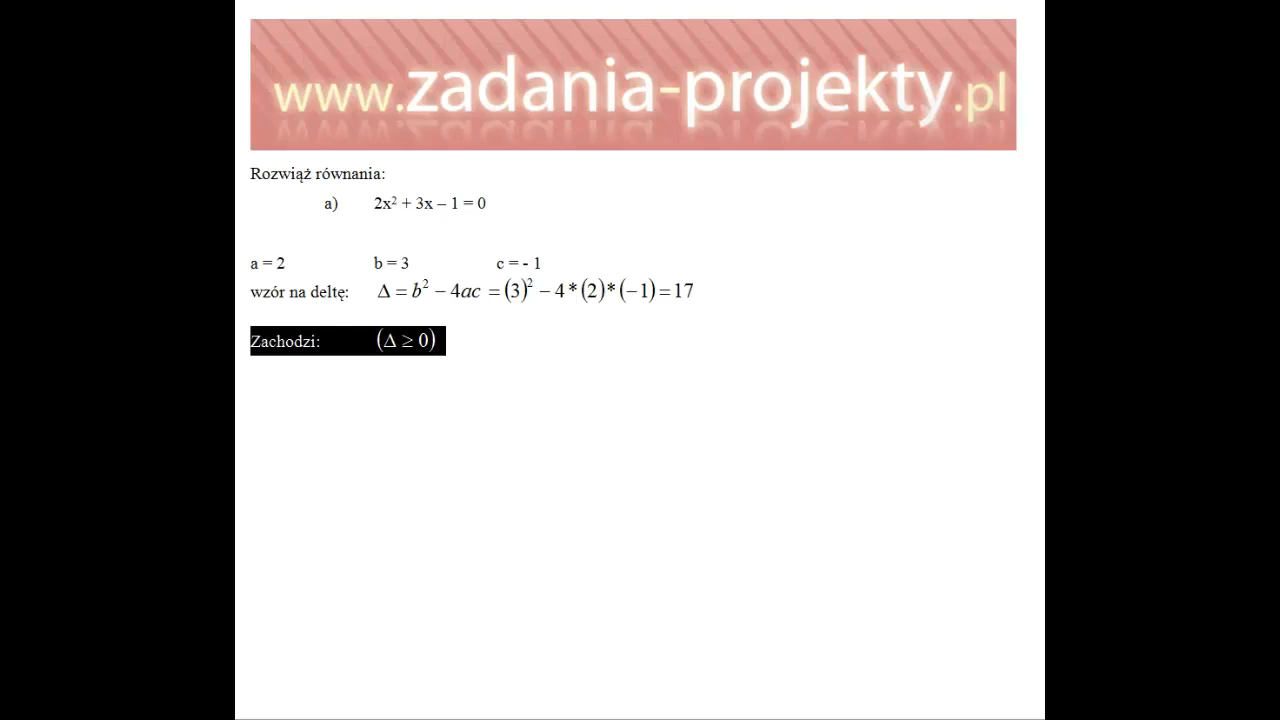 www.zadania-projekty.pl
Rozwiąż równania:
a) 2x² + 3x – 1 = 0
a = 2 b = 3 c = - 1
wzór na deltę: Δ = b² − 4ac = (3)² − 4 * (2) * (−1) = 17
Zachodzi: (Δ ≥ 0)